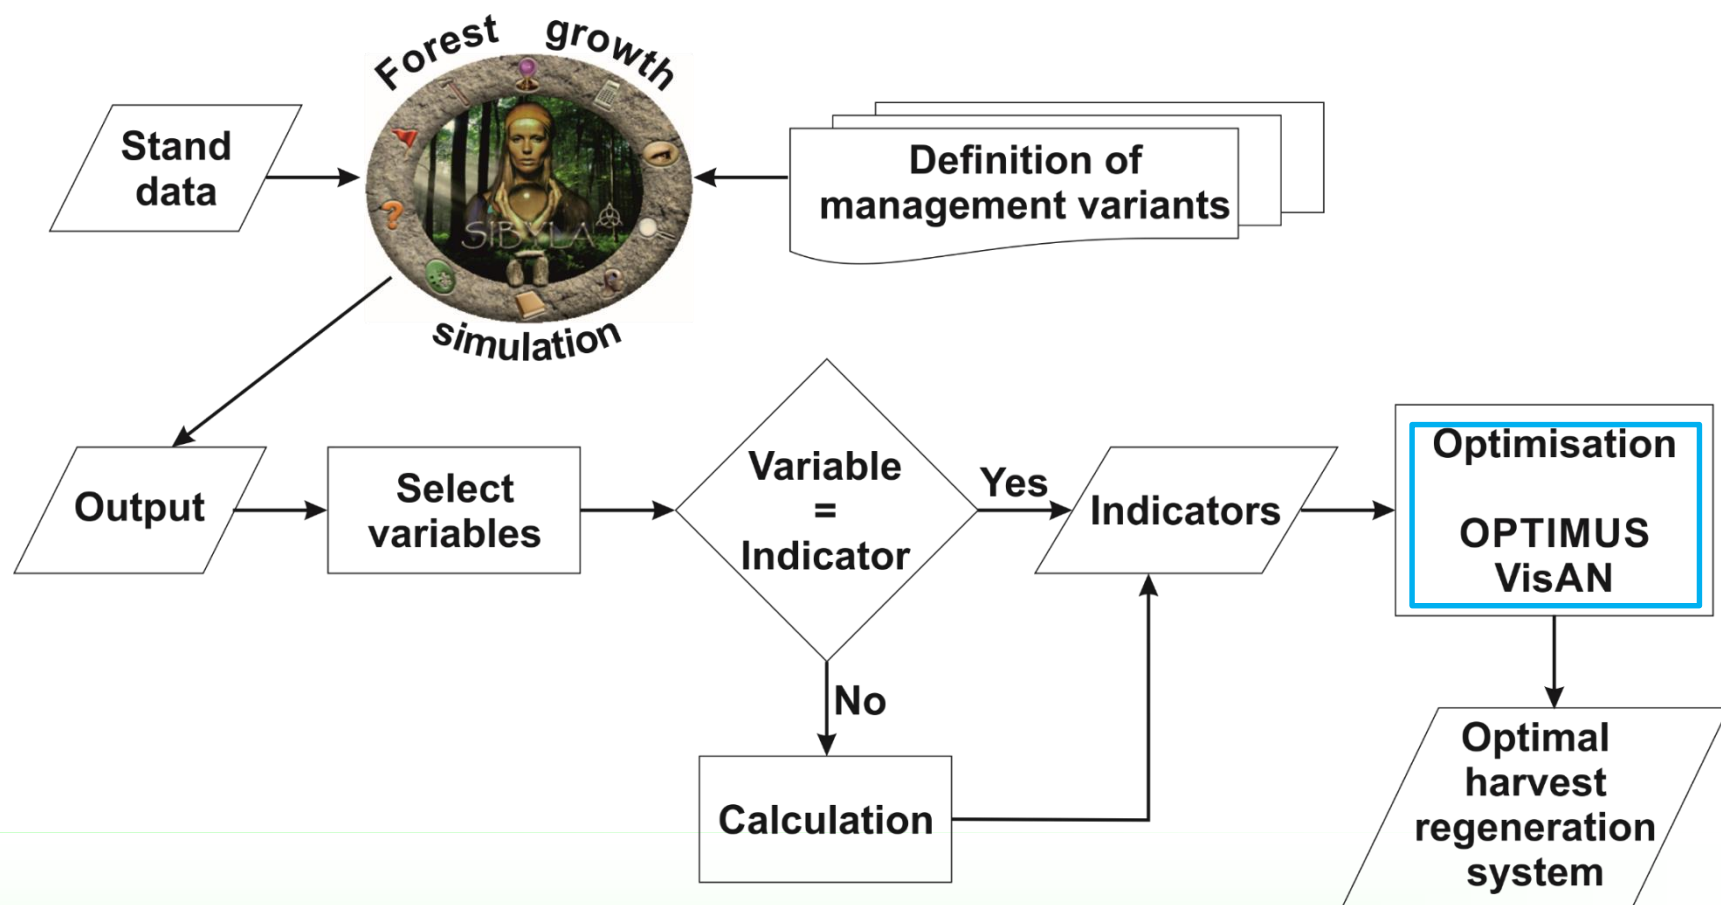 Forest growth
SIBYLA
simulation
Stand
data
Definition of
management variants
Output
Select
variables
Variable
=
Indicator
Yes
No
Calculation
Indicators
Optimisation
OPTIMUS
VisAN
Optimal
harvest
regeneration
system